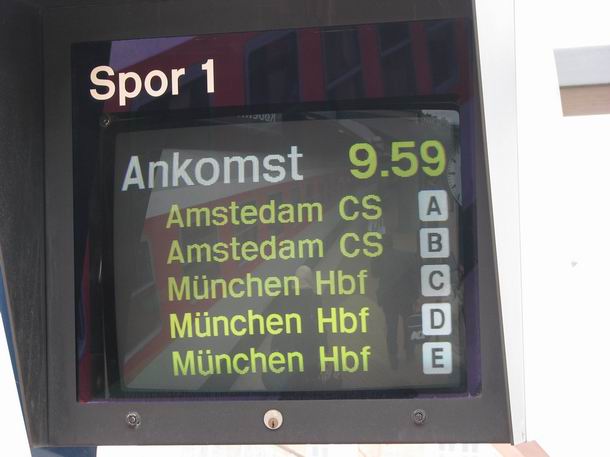 Spor 1
Ankomst 9.59
Amstedam CS A
Amstedam CS B
München Hbf C
München Hbf D
München Hbf E